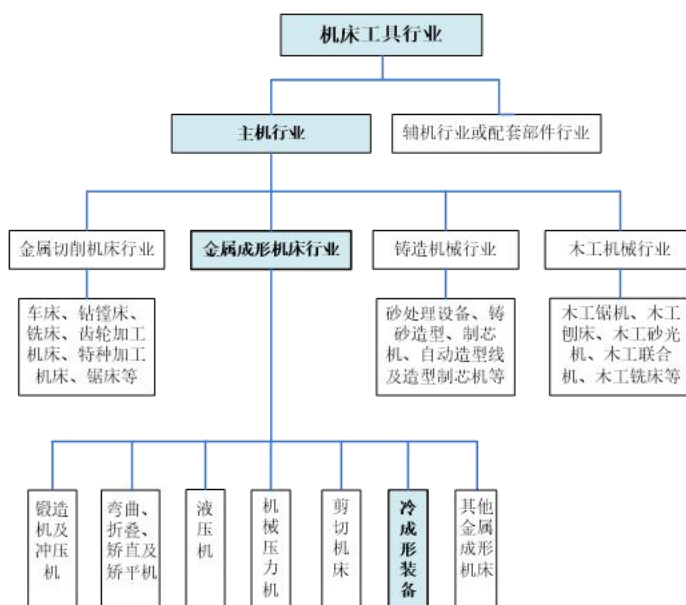 机床工具行业
主机行业
辅机行业或配套部件行业
金属切削机床行业
金属成形机床行业
铸造机械行业
木工机械行业
车床、钻镗床、
铣床、齿轮加工
机床、特种加工
机床、锯床等
砂处理设备、铸
砂造型、制芯
机、自动造型线
及造型制芯机等
木工锯机、木工
刨床、木工砂光
机、木工联合
机、木工铣床等
锻造
机及
冲压
机
弯曲、
折叠、
矫直及
矫平机
液
压
机
机
械
压
力
机
剪
切
机
床
冷
成
形
装
备
其他
金属
成形
机床